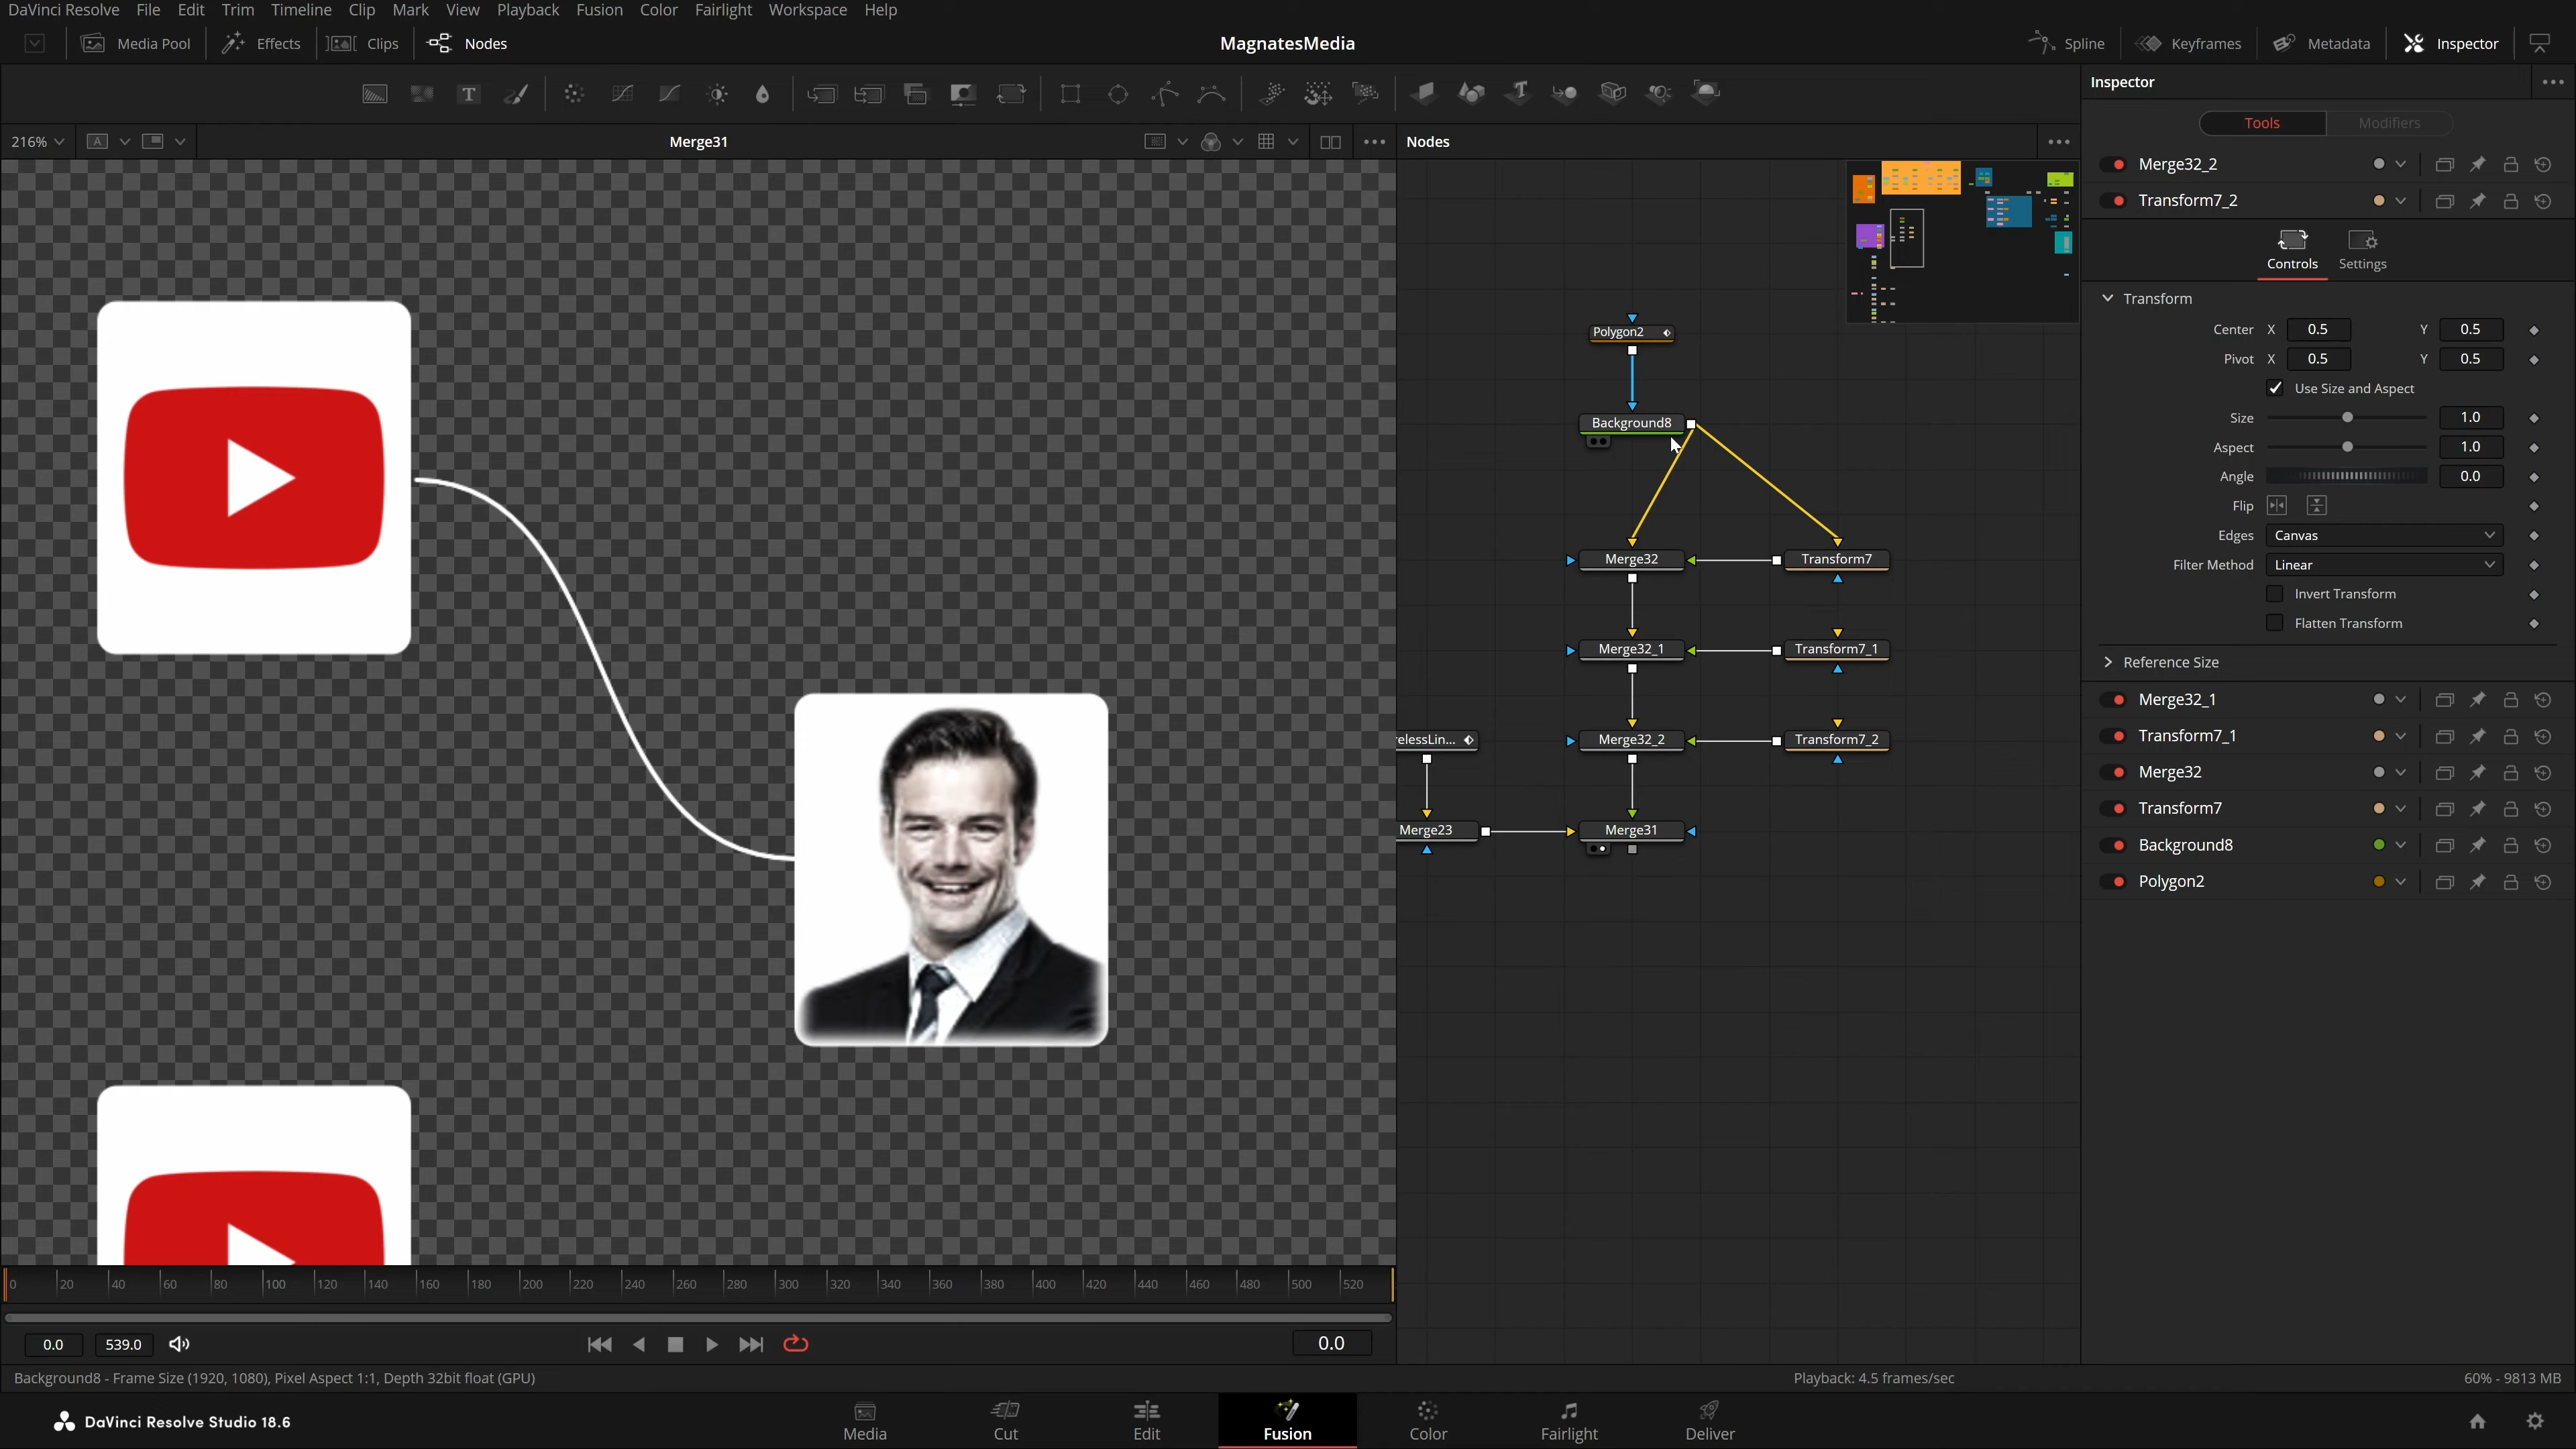 DaVinci Resolve File Edit Trim Timeline Clip Mark View Playback Fusion Color Fairlight Workspace Help
Media Pool Effects Clips Nodes MagnatesMedia Spline Keyframes Metadata Inspector
T T
Inspector
216% A Merge31 Nodes
Tools Modifiers
Merge32_2
Transform7_2
Controls Settings
Transform
Center X 0.5 Y 0.5
Pivot X 0.5 Y 0.5
Use Size and Aspect
Size 1.0
Aspect 1.0
Angle 0.0
Flip
Edges Canvas
Filter Method Linear
Invert Transform
Flatten Transform
Reference Size
Merge32_1
Transform7_1
Merge32
Transform7
Background8
Polygon2
Polygon2
Background8
Merge32 Transform7
Merge32_1 Transform7_1
relessLin... Merge32_2 Transform7_2
Merge23 Merge31
0 20 40 60 80 100 120 140 160 180 200 220 240 260 280 300 320 340 360 380 400 420 440 460 480 500 520
0.0 539.0 0.0
Background8 - Frame Size (1920, 1080), Pixel Aspect 1:1, Depth 32bit float (GPU) Playback: 4.5 frames/sec 60% - 9813 MB
DaVinci Resolve Studio 18.6 Media Cut Edit Fusion Color Fairlight Deliver